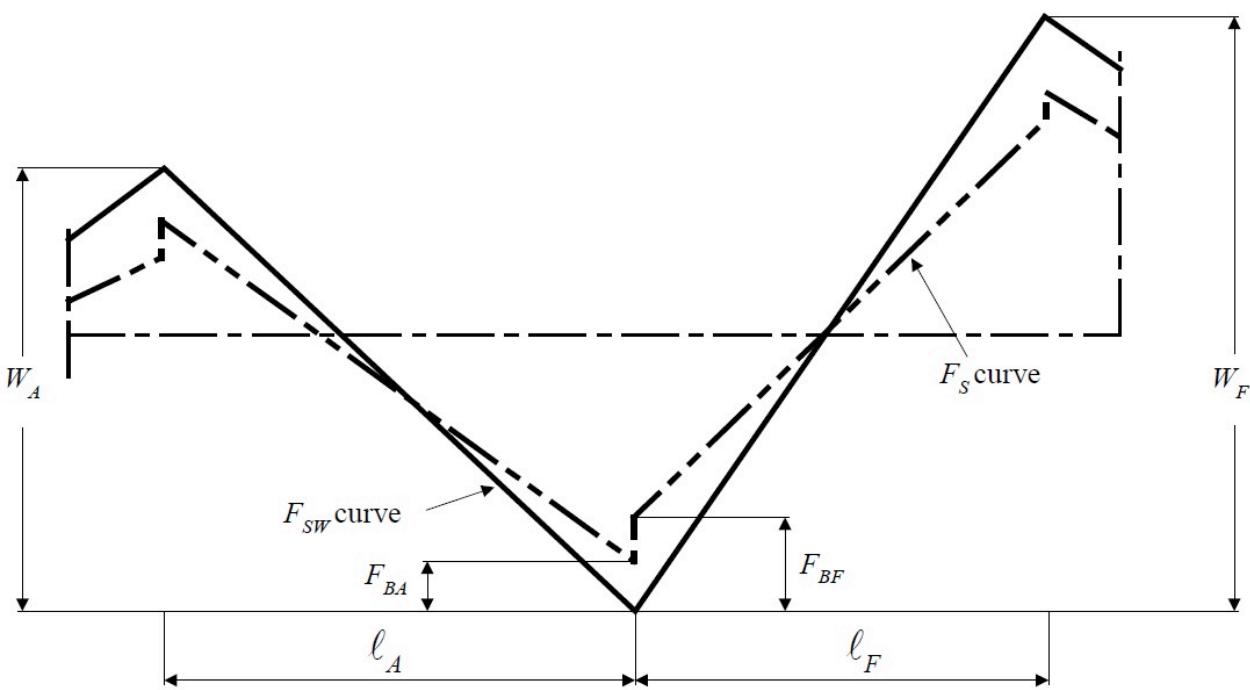 W_A
F_S curve
W_F
F_SW curve
F_BA
F_BF
ℓ_A
ℓ_F